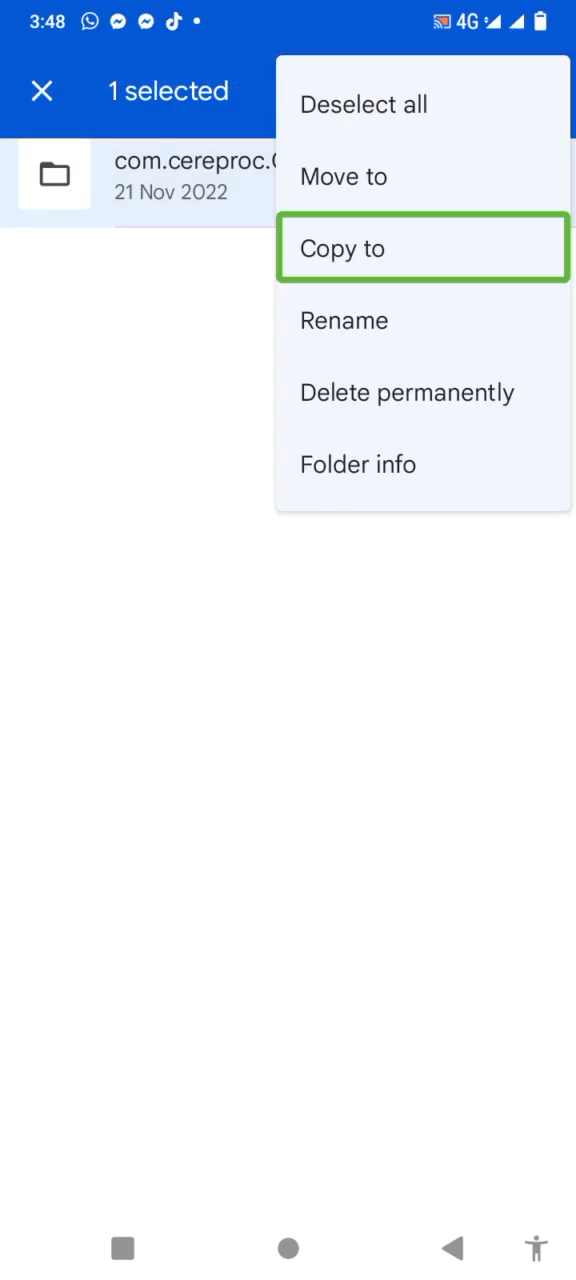 3:48
4G
1 selected
Deselect all
com.cereproc.
21 Nov 2022
Move to
Copy to
Rename
Delete permanently
Folder info